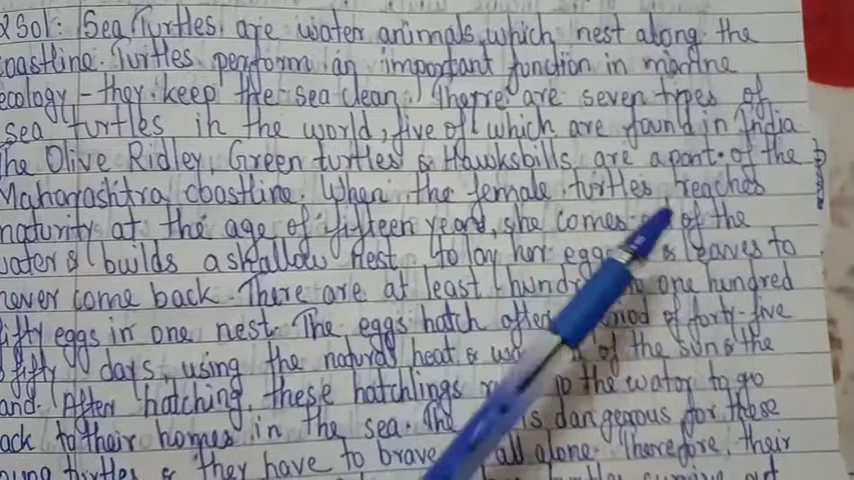 2 Sol: Sea Turtles are water animals which nest along the
coastline. Turtles perform an important function in marine
ecology - they keep the sea clean. There are seven types of
sea turtles in the world, five of which are found in India
The Olive Ridley, Green turtles & Hawksbills are a part of the
Maharashtra coastline. When the female turtles reaches
maturity at the age of fifteen years, she comes of the
water & builds a shallow nest to lay her eggs & leaves to
never come back. There are at least hundred one hundred
fifty eggs in one nest. The eggs hatch after period of forty-five
fifty days, using the natural heat & of the sun & the
and. After hatching, these hatchlings the water to go
back to their homes in the sea. The is dangerous for these
young turtles & they have to brave all alone. Therefore, their